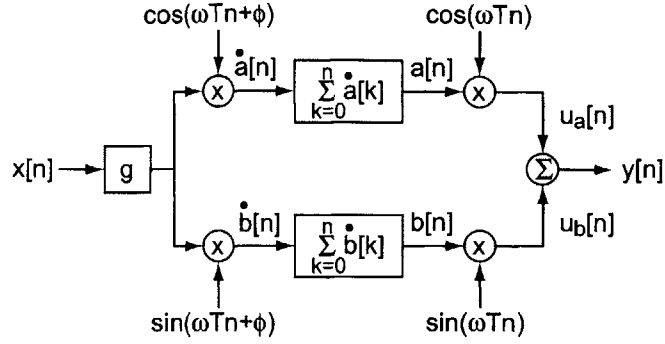 cos(ωTn+ϕ) cos(ωTn)
ȧ[n] n Σ ȧ[k] k=0 a[n]
x x
u_a[n]
x[n] g Σ y[n]
u_b[n]
ḃ[n] n Σ ḃ[k] k=0 b[n]
x x
sin(ωTn+ϕ) sin(ωTn)